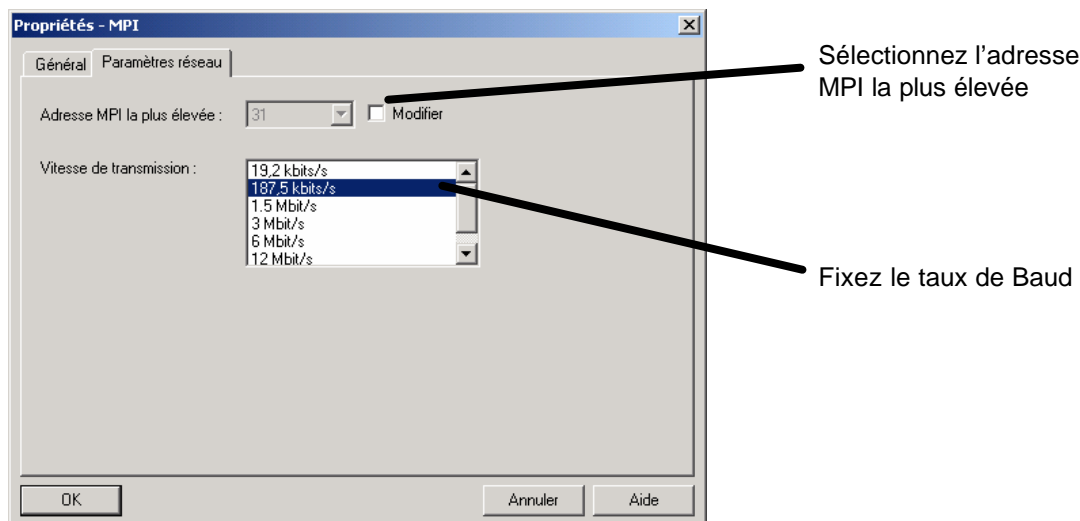 Propriétés - MPI
Général
Paramètres réseau
Adresse MPI la plus élevée :
31
Modifier
Vitesse de transmission :
19,2 kbits/s
187,5 kbits/s
1.5 Mbit/s
3 Mbit/s
6 Mbit/s
12 Mbit/s
OK
Annuler
Aide
Sélectionnez l'adresse
MPI la plus élevée
Fixez le taux de Baud